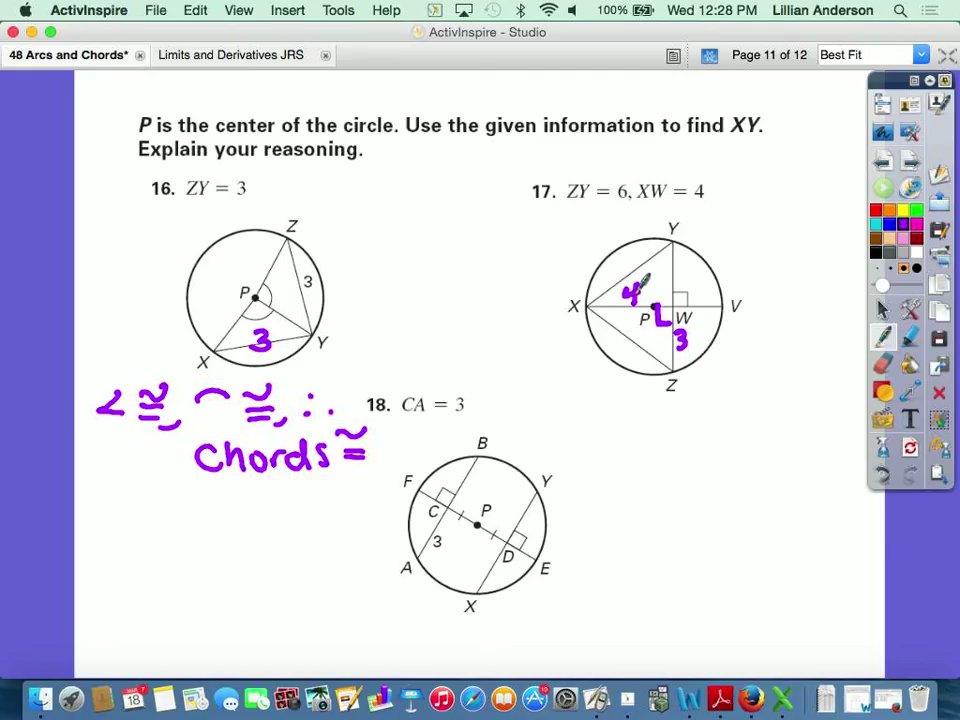 ActivInspire File Edit View Insert Tools Help 100% Wed 12:28 PM Lillian Anderson
ActivInspire - Studio
48 Arcs and Chords* Limits and Derivatives JRS Page 11 of 12 Best Fit
P is the center of the circle. Use the given information to find XY.
Explain your reasoning.
16. ZY = 3
17. ZY = 6, XW = 4
Z
P
3
3
X
Y
Y
4
X
P
W
V
3
Z
< ≅, ⌒ ≅, ∴
chords ≅
18. CA = 3
B
F
Y
C
P
3
D
A
E
X
18